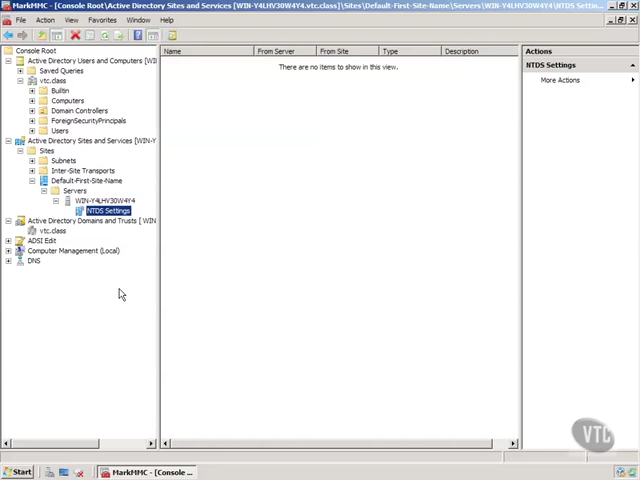 MarkMMC - [Console Root\Active Directory Sites and Services [WIN-Y4LHV30W4Y4.vtc.class]\Sites\Default-First-Site-Name\Servers\WIN-Y4LHV30W4Y4\NTDS Settin...
File Action View Favorites Window Help
Console Root
Active Directory Users and Computers [WI
Saved Queries
vtc.class
Builtin
Computers
Domain Controllers
ForeignSecurityPrincipals
Users
Active Directory Sites and Services [WIN-Y
Sites
Subnets
Inter-Site Transports
Default-First-Site-Name
Servers
WIN-Y4LHV30W4Y4
NTDS Settings
Active Directory Domains and Trusts [ WIN
vtc.class
ADSI Edit
Computer Management (Local)
DNS
Name From Server From Site Type Description
There are no items to show in this view.
Actions
NTDS Settings
More Actions
VTC
Start MarkMMC - [Console ...